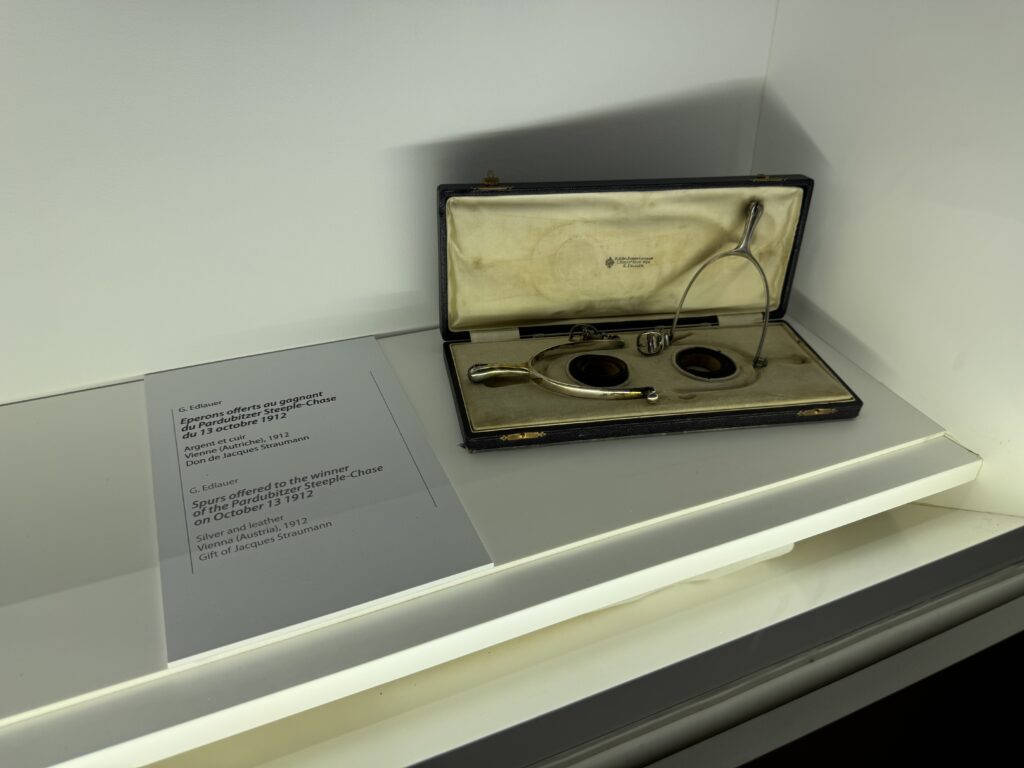 G. Edlauer
Eperons offerts au gagnant
du Pardubitzer Steeple-Chase
du 13 octobre 1912
Argent et cuir
Vienne (Autriche), 1912
Don de Jacques Straumann
G. Edlauer
Spurs offered to the winner
of the Pardubitzer Steeple-Chase
on October 13 1912
Silver and leather
Vienna (Austria), 1912
Gift of Jacques Straumann